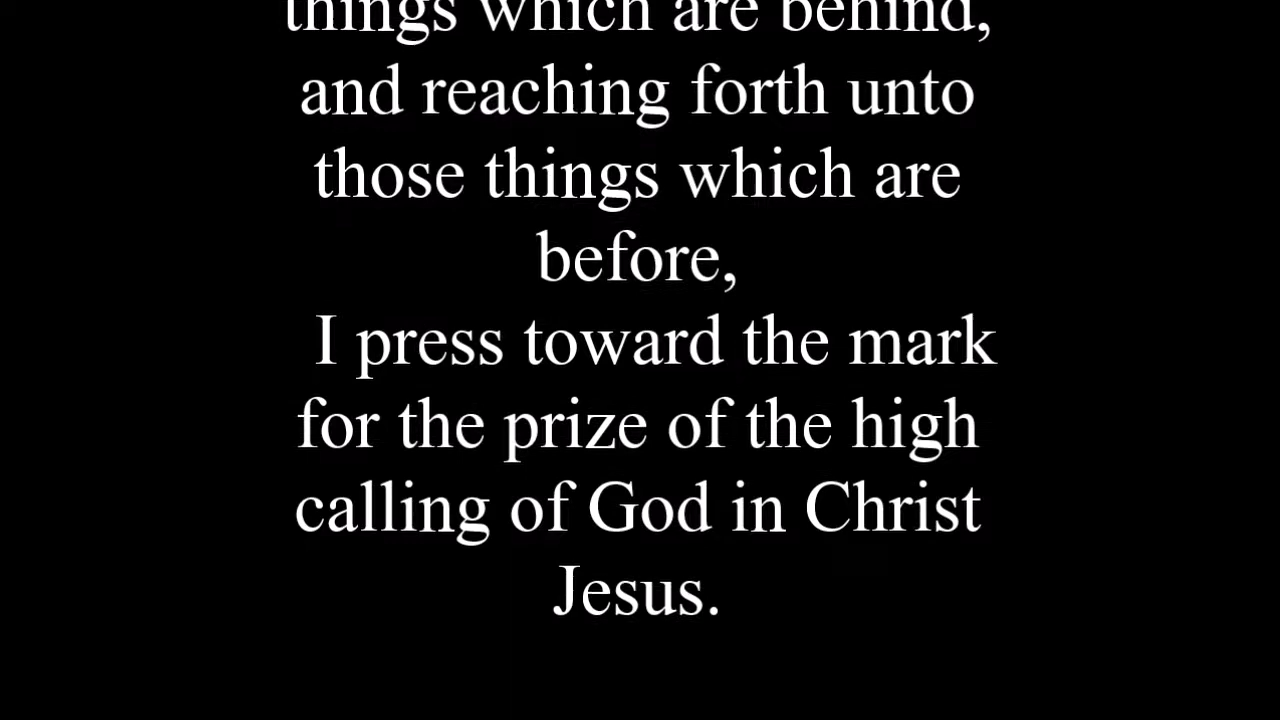 things which are behind,
and reaching forth unto
those things which are
before,
I press toward the mark
for the prize of the high
calling of God in Christ
Jesus.